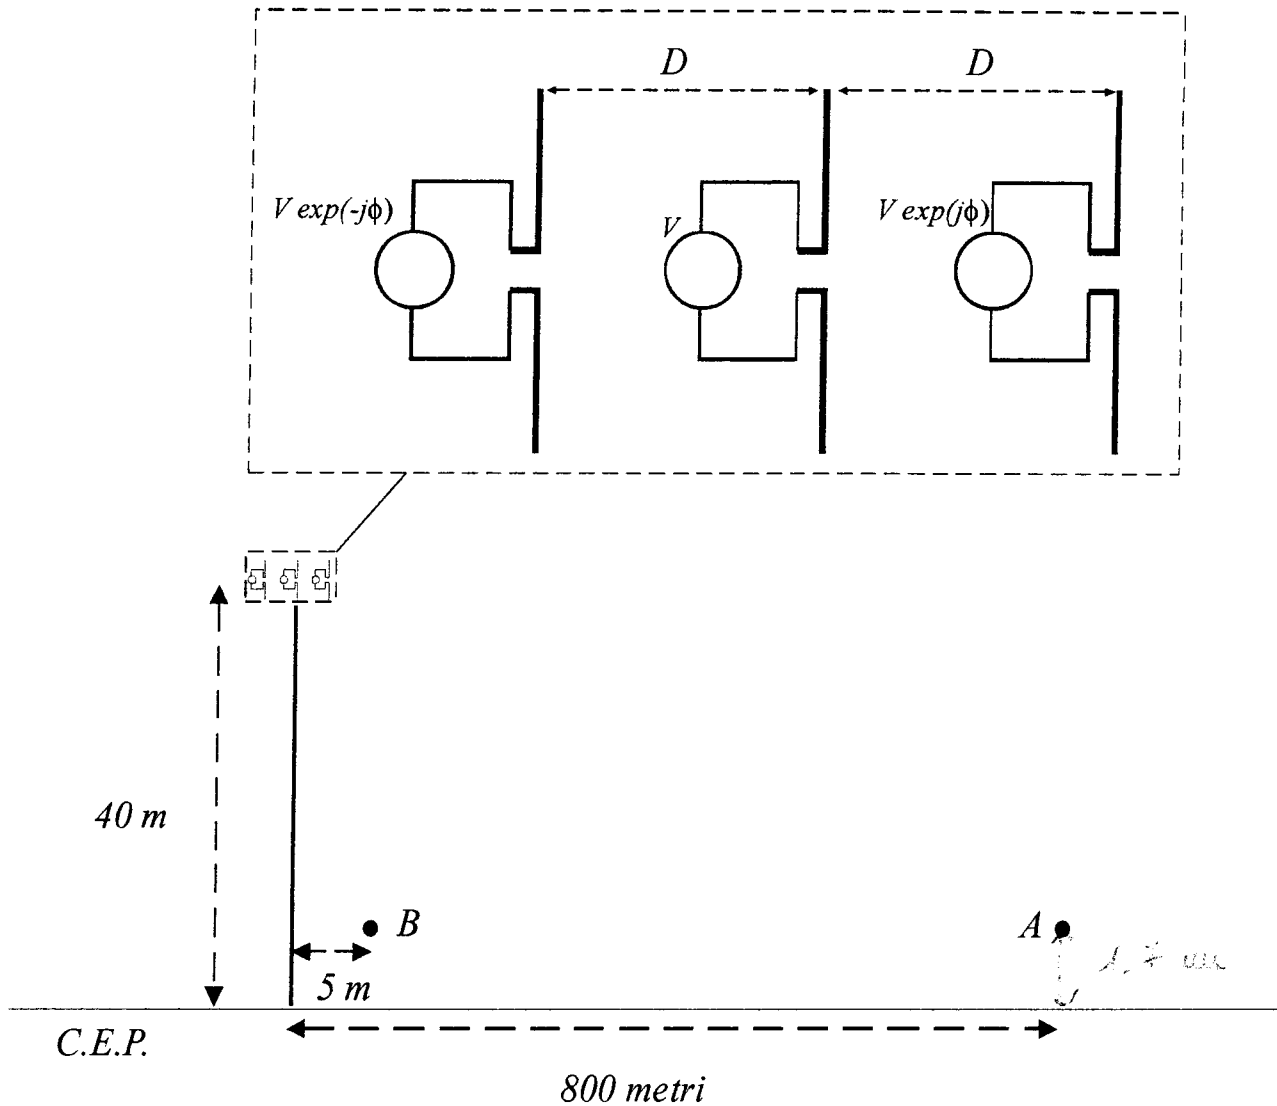 D D
V exp(-jϕ) V V exp(jϕ)
40 m
B A
5 m
C.E.P.
800 metri